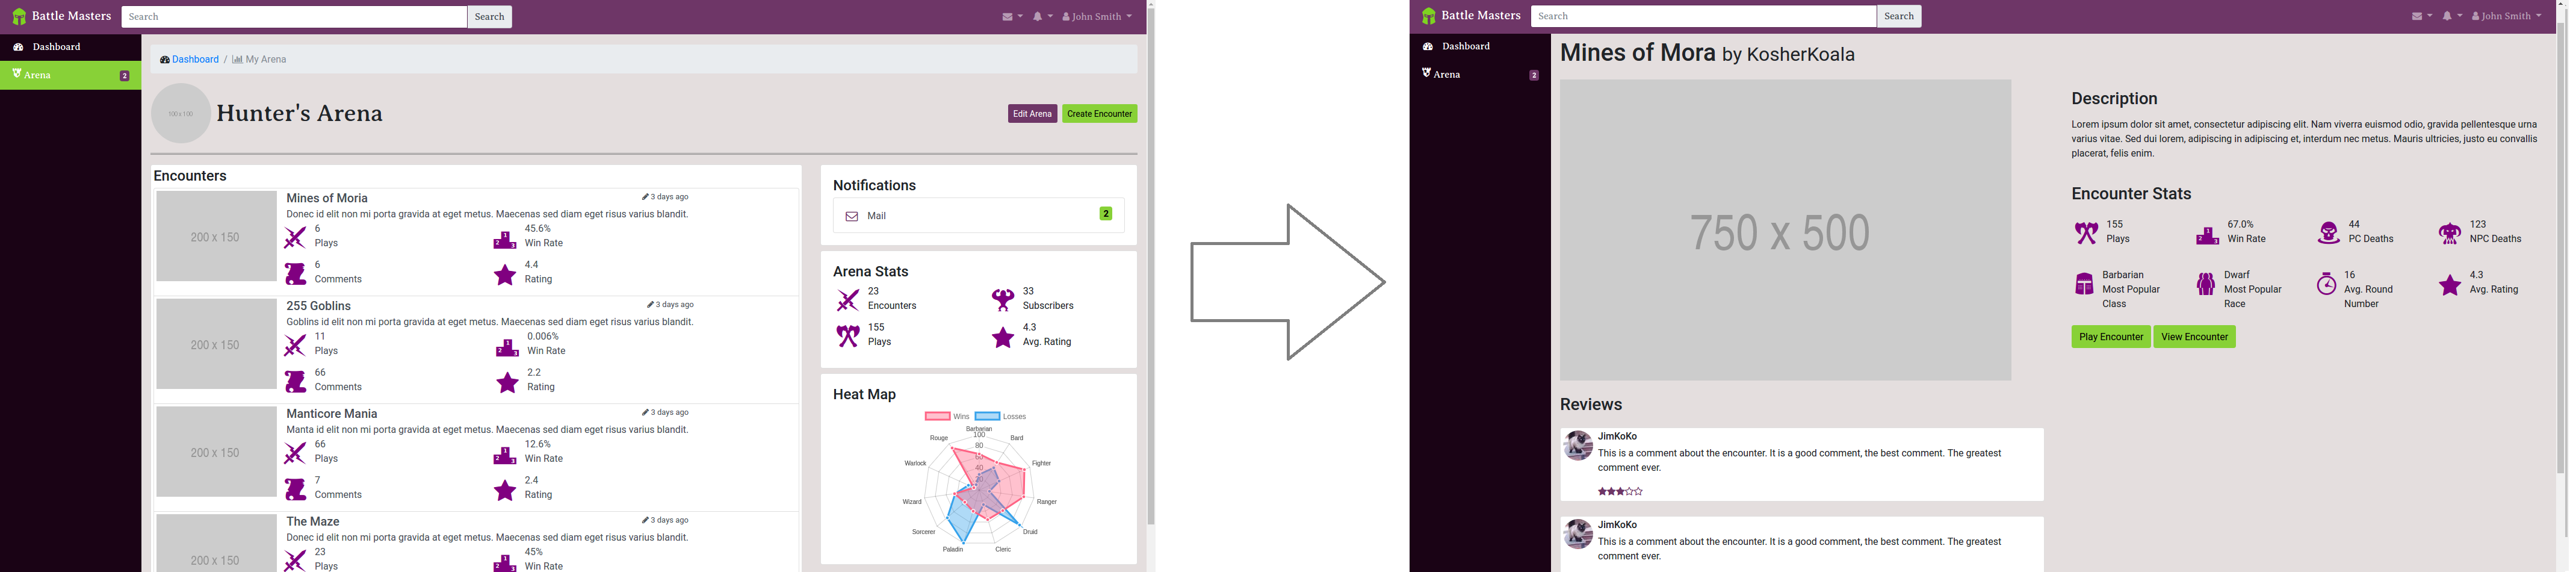 Battle Masters
Search
Search
John Smith
Dashboard
Arena
2
Dashboard / My Arena
100 x 100
Hunter's Arena
Edit Arena
Create Encounter
Encounters
200 x 150
Mines of Moria
3 days ago
Donec id elit non mi porta gravida at eget metus. Maecenas sed diam eget risus varius blandit.
6
Plays
45.6%
Win Rate
6
Comments
4.4
Rating
200 x 150
255 Goblins
3 days ago
Goblins id elit non mi porta gravida at eget metus. Maecenas sed diam eget risus varius blandit.
11
Plays
0.006%
Win Rate
66
Comments
2.2
Rating
200 x 150
Manticore Mania
3 days ago
Manta id elit non mi porta gravida at eget metus. Maecenas sed diam eget risus varius blandit.
66
Plays
12.6%
Win Rate
7
Comments
2.4
Rating
200 x 150
The Maze
3 days ago
Donec id elit non mi porta gravida at eget metus. Maecenas sed diam eget risus varius blandit.
23
Plays
45%
Win Rate
Notifications
Mail
2
Arena Stats
23
Encounters
33
Subscribers
155
Plays
4.3
Avg. Rating
Heat Map
Wins
Losses
Barbarian
100
80
60
40
Bard
Fighter
Ranger
Druid
Cleric
Paladin
Sorcerer
Wizard
Warlock
Rouge
Battle Masters
Search
Search
John Smith
Dashboard
Arena
2
Mines of Mora by KosherKoala
750 x 500
Description
Lorem ipsum dolor sit amet, consectetur adipiscing elit. Nam viverra euismod odio, gravida pellentesque urna
varius vitae. Sed dui lorem, adipiscing in adipiscing et, interdum nec metus. Mauris ultricies, justo eu convallis
placerat, felis enim.
Encounter Stats
155
Plays
67.0%
Win Rate
44
PC Deaths
123
NPC Deaths
Barbarian
Most Popular
Class
Dwarf
Most Popular
Race
16
Avg. Round
Number
4.3
Avg. Rating
Play Encounter
View Encounter
Reviews
JimKoKo
This is a comment about the encounter. It is a good comment, the best comment. The greatest
comment ever.
JimKoKo
This is a comment about the encounter. It is a good comment, the best comment. The greatest
comment ever.